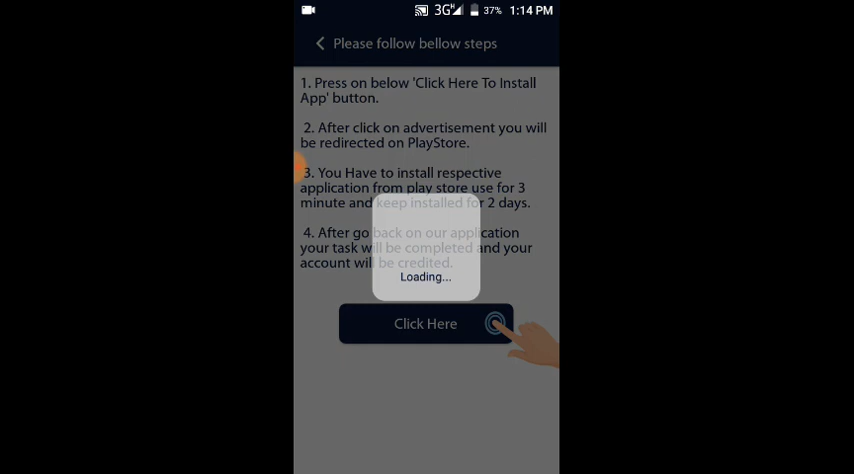 3G H 37% 1:14 PM
Please follow bellow steps
1. Press on below 'Click Here To Install
App' button.
2. After click on advertisement you will
be redirected on PlayStore.
3. You Have to install respective
application from play store use for 3
minute and keep installed for 2 days.
4. After go back on our application
your task will be completed and your
account will be credited.
Loading...
Click Here